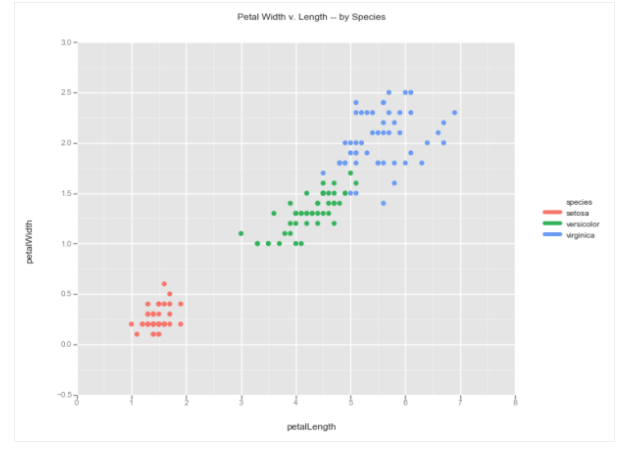 Petal Width v. Length -- by Species
3.0
2.5
2.0
1.5
1.0
0.5
0.0
−0.5
petalWidth
0 1 2 3 4 5 6 7 8
petalLength
species
setosa
versicolor
virginica